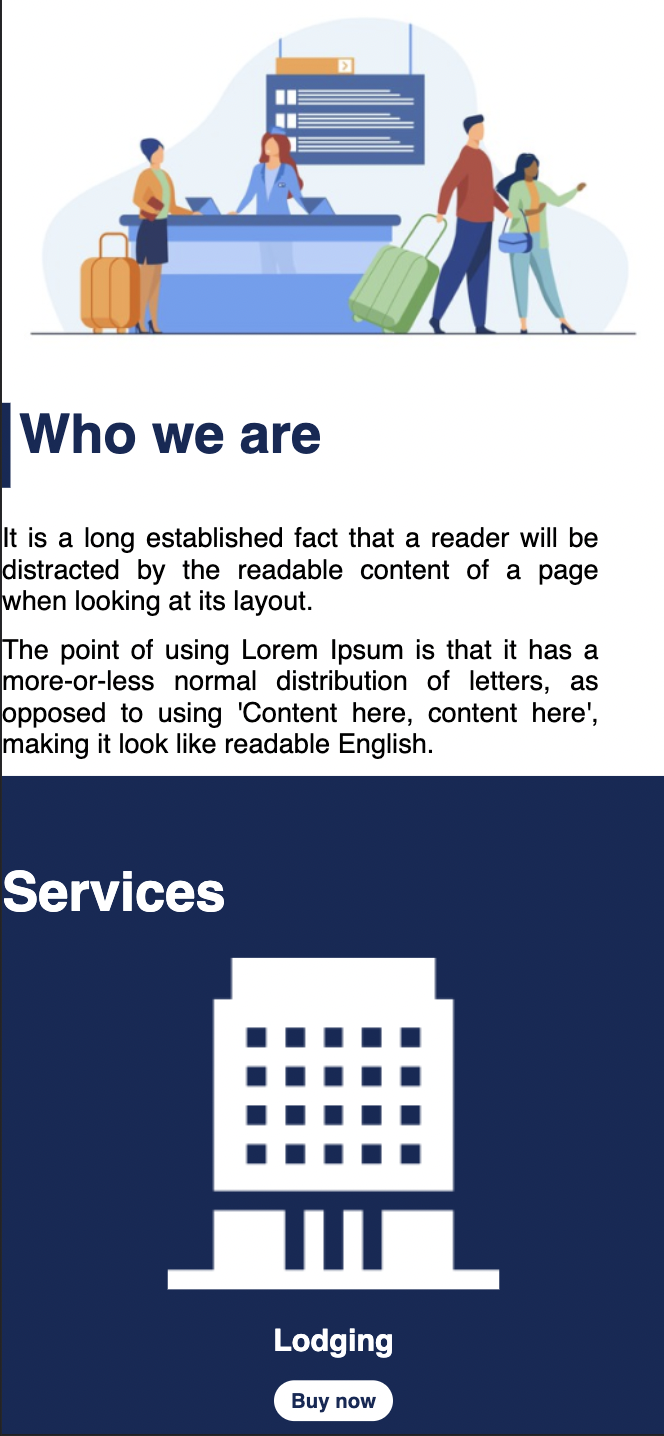 Who we are
It is a long established fact that a reader will be
distracted by the readable content of a page
when looking at its layout.
The point of using Lorem Ipsum is that it has a
more-or-less normal distribution of letters, as
opposed to using 'Content here, content here',
making it look like readable English.
Services
Lodging
Buy now